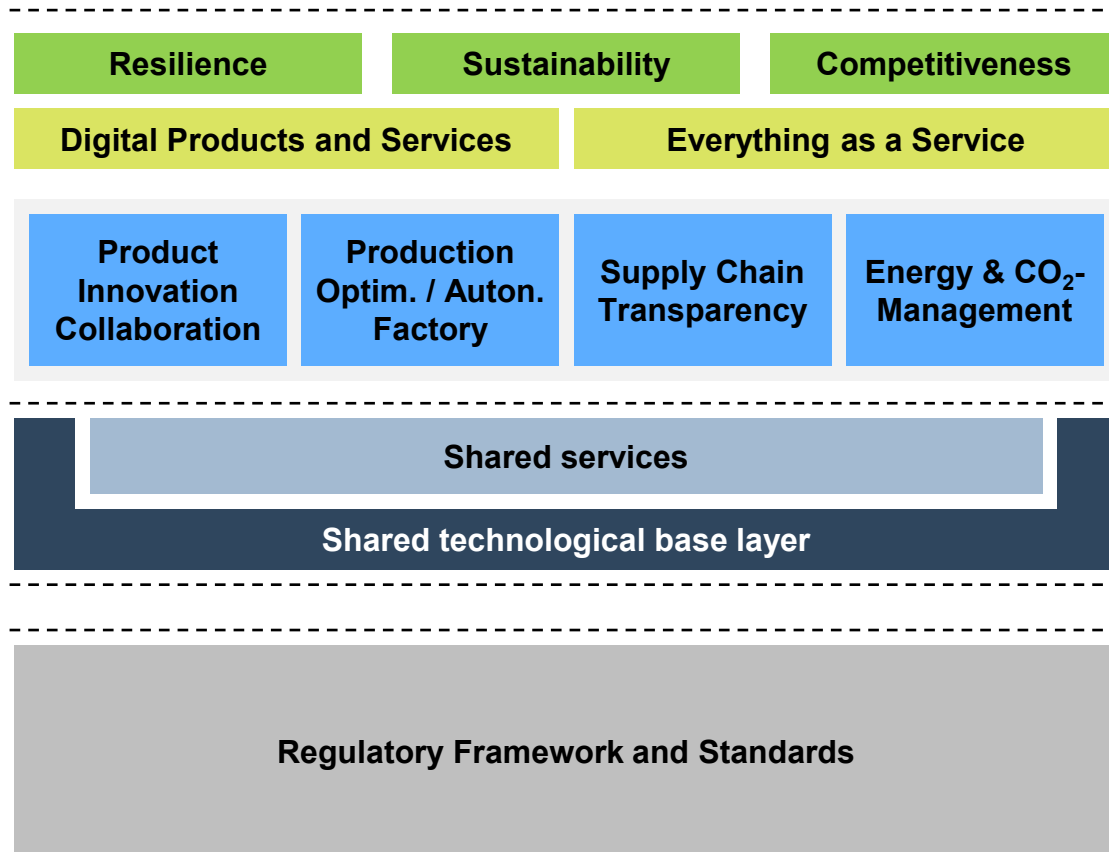 Resilience
Sustainability
Competitiveness
Digital Products and Services
Everything as a Service
Product
Innovation
Collaboration
Production
Optim. / Auton.
Factory
Supply Chain
Transparency
Energy & CO₂-
Management
Shared services
Shared technological base layer
Regulatory Framework and Standards